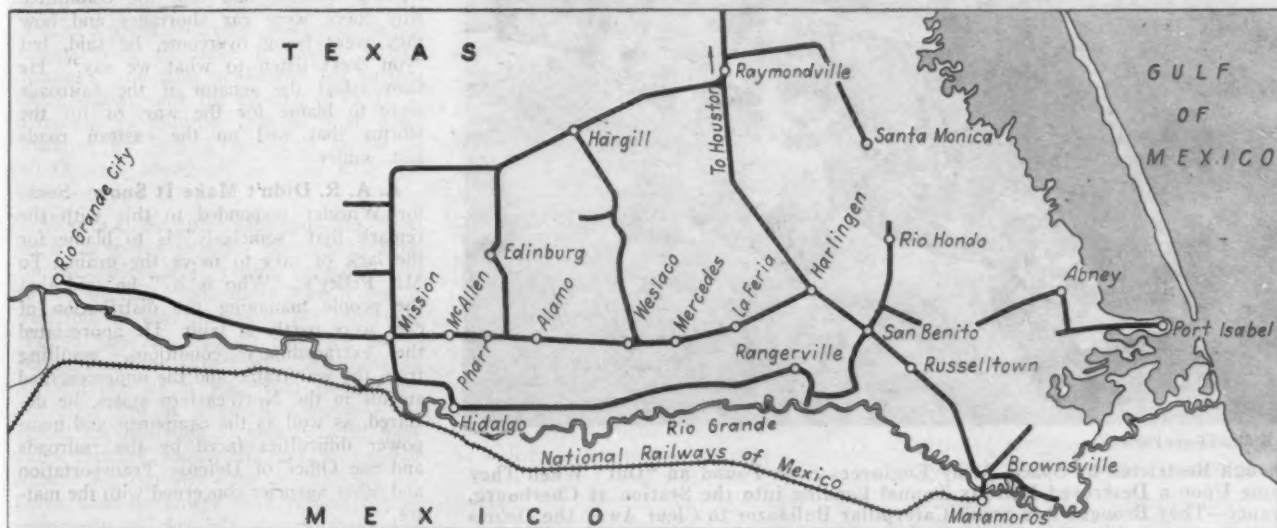 TEXAS
GULF
OF
MEXICO
Raymondville
Santa Monica
Hargill
To Houston
Rio Grande City
Edinburg
Harlingen
Rio Hondo
Abney
Mission
McAllen
Pharr
Alamo
Weslaco
Mercedes
La Feria
San Benito
Port Isabel
Rangerville
Russelltown
Hidalgo
Rio Grande
National Railways of Mexico
Brownsville
Matamoros
MEXICO